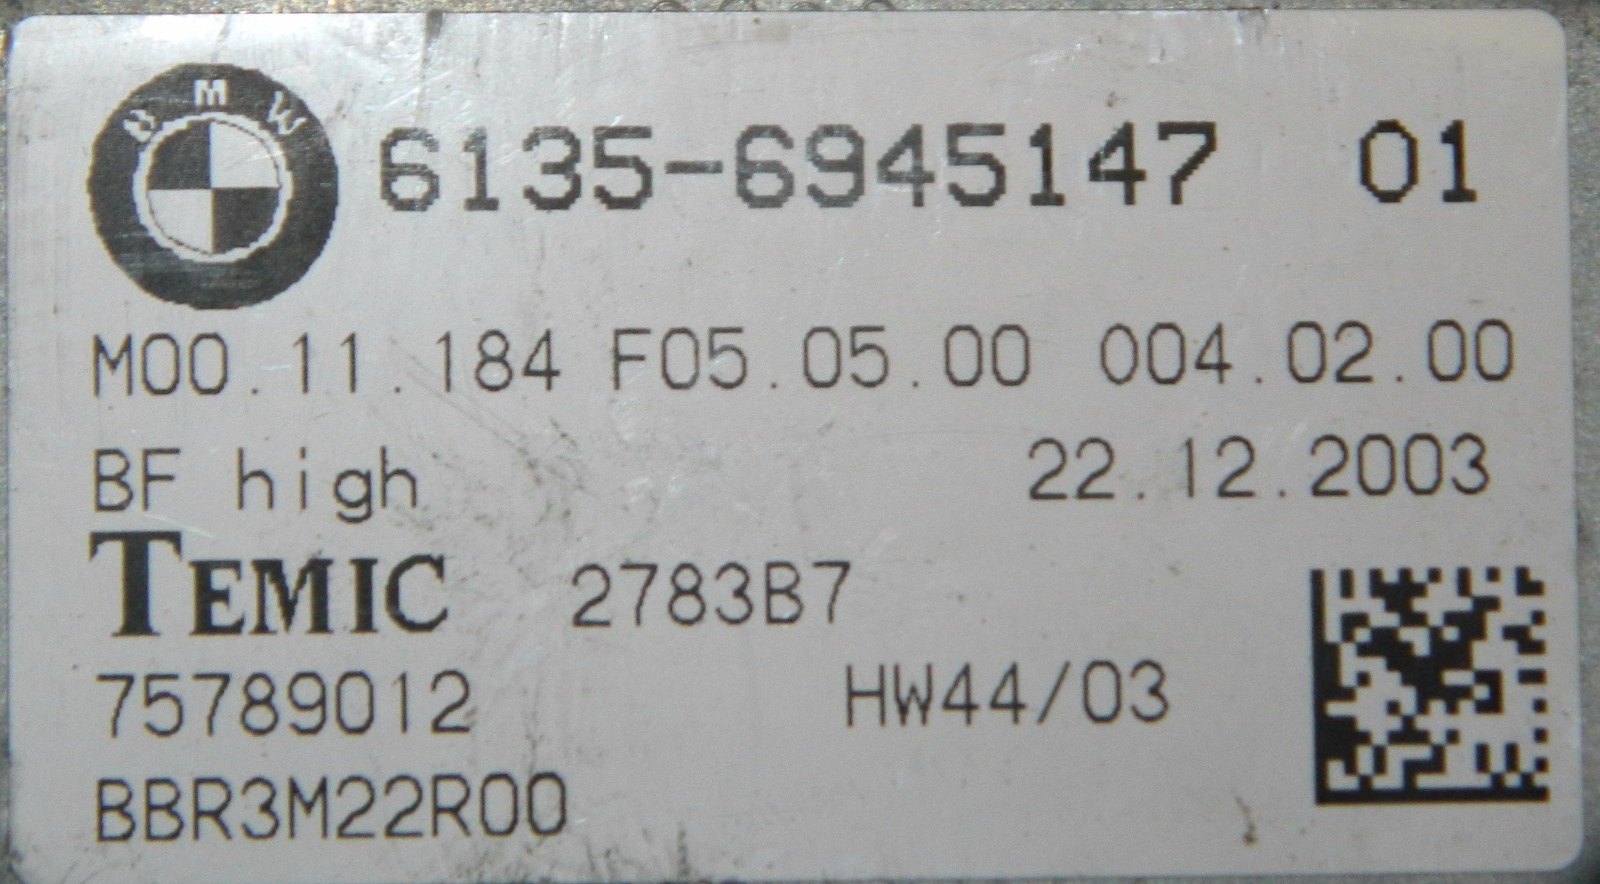 BMW
6135-6945147 01
M00.11.184 F05.05.00 004.02.00
BF high 22.12.2003
TEMIC 2783B7
75789012 HW44/03
BBR3M22R00